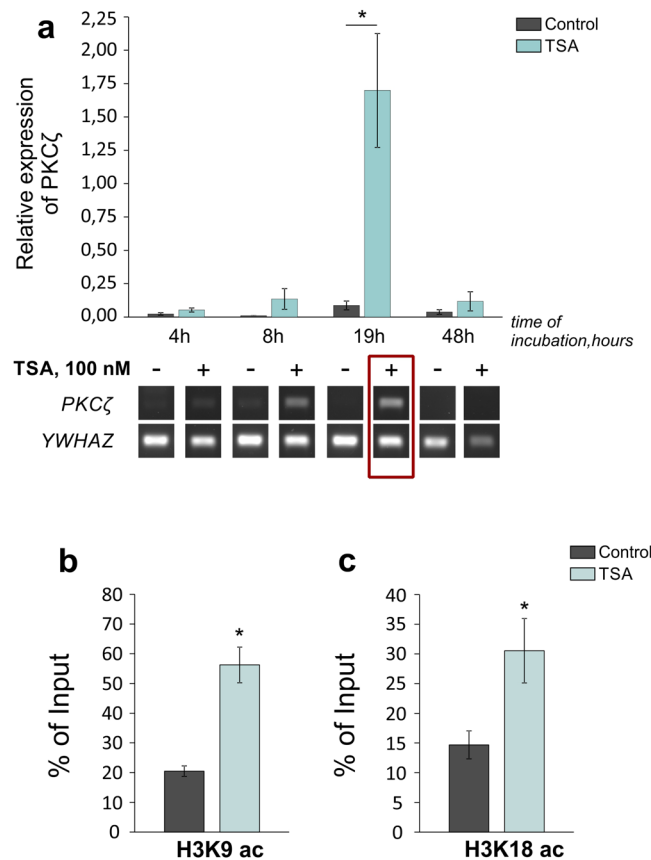 a
Control
TSA
Relative expression
of PKCζ
2,25
2,00
1,75
1,50
1,25
1,00
0,75
0,50
0,25
0,00
*
4h 8h 19h 48h
time of
incubation,hours
TSA, 100 nM - + - + - + - +
PKCζ
YWHAZ
b
% of Input
80
70
60
50
40
30
20
10
0
*
H3K9 ac
c
Control
TSA
% of Input
40
35
30
25
20
15
10
5
0
*
H3K18 ac